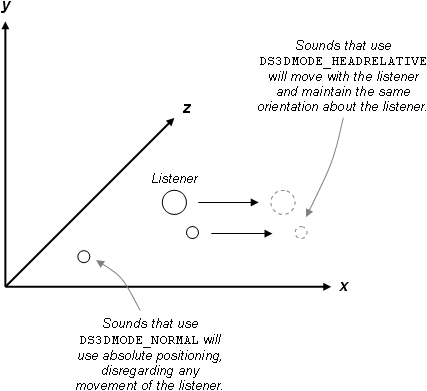 y
Sounds that use
DS3DMODE_HEADRELATIVE
will move with the listener
and maintain the same
orientation about the listener.
z
Listener
x
Sounds that use
DS3DMODE_NORMAL will
use absolute positioning,
disregarding any
movement of the listener.